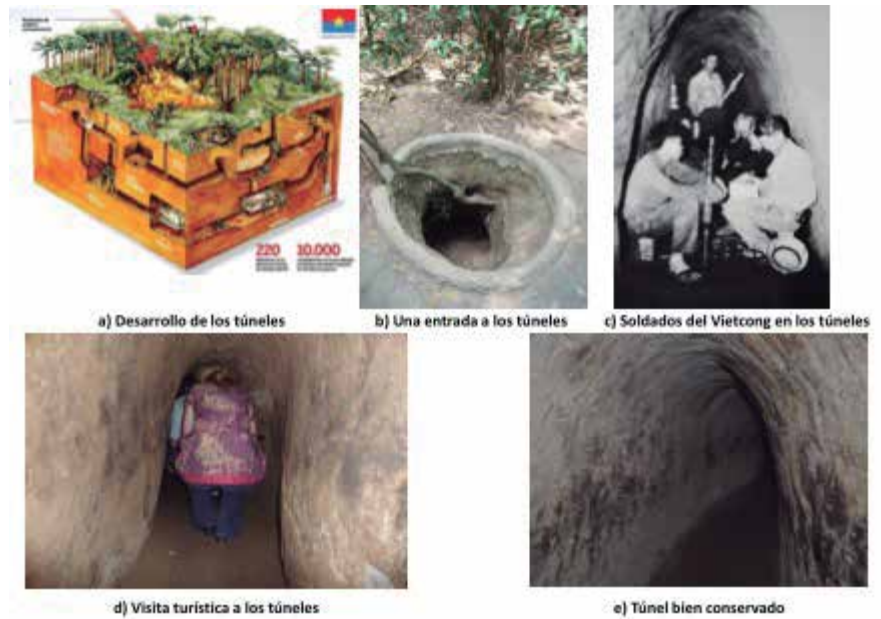 220 10.000
a) Desarrollo de los túneles
b) Una entrada a los túneles
c) Soldados del Vietcong en los túneles
d) Visita turística a los túneles
e) Túnel bien conservado